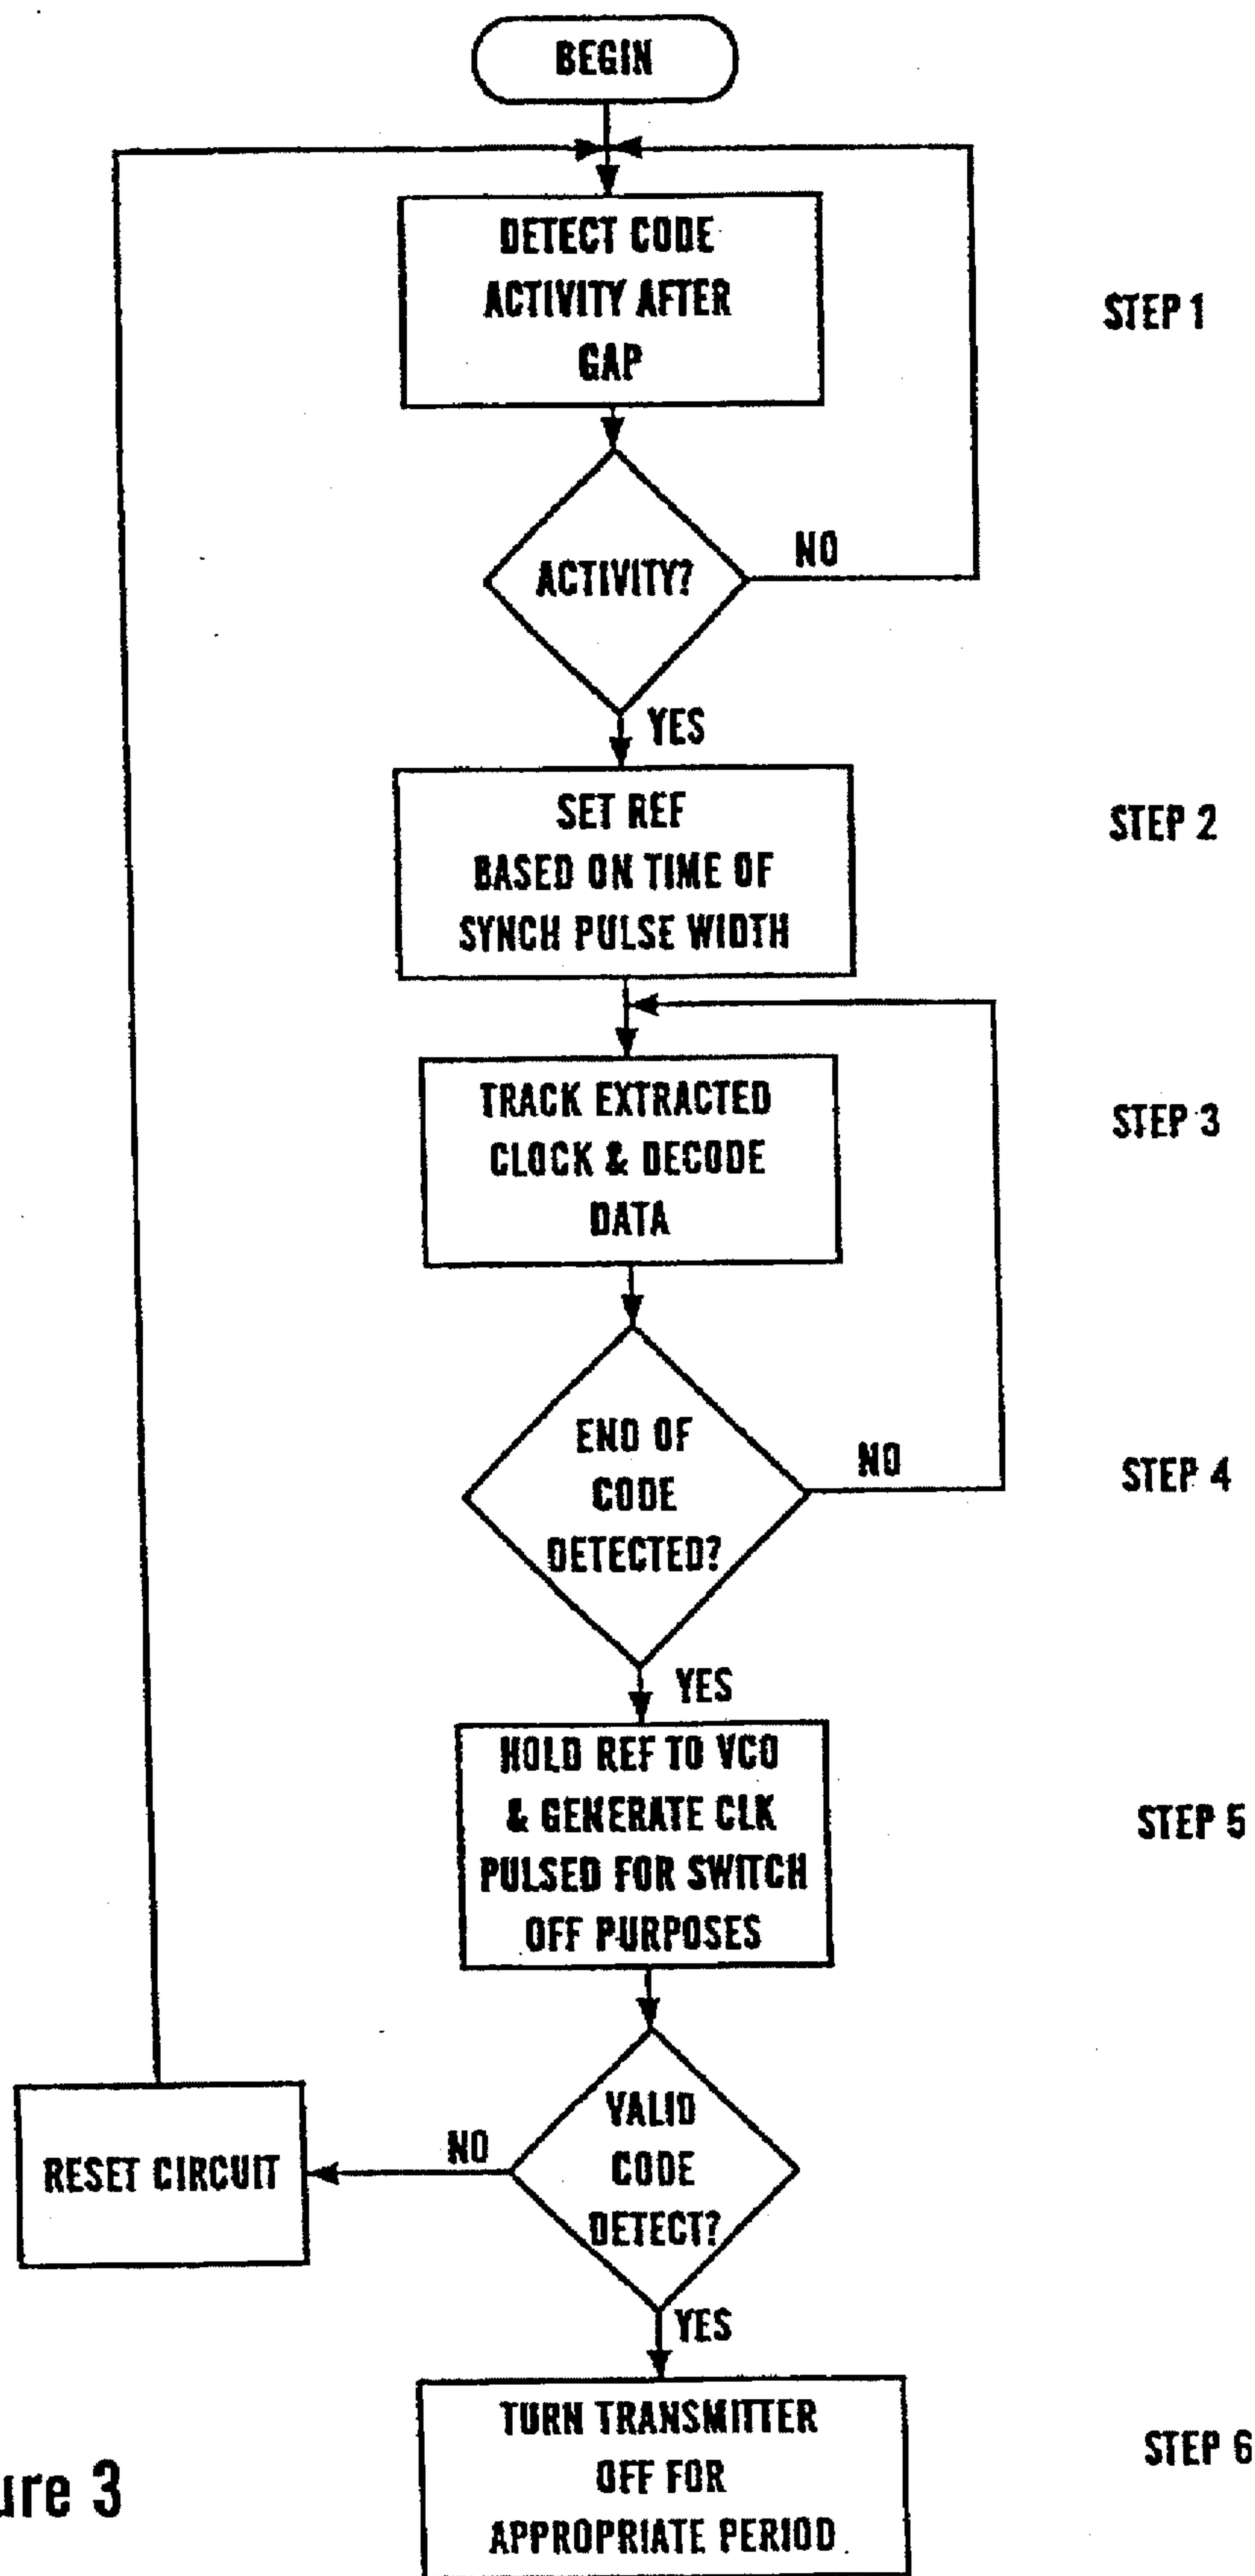 BEGIN
DETECT CODE
ACTIVITY AFTER
GAP
STEP 1
ACTIVITY?
NO
YES
SET REF
BASED ON TIME OF
SYNCH PULSE WIDTH
STEP 2
TRACK EXTRACTED
CLOCK & DECODE
DATA
STEP 3
END OF
CODE
DETECTED?
NO
STEP 4
YES
HOLD REF TO VCO
& GENERATE CLK
PULSED FOR SWITCH
OFF PURPOSES
STEP 5
VALID
CODE
DETECT?
NO
RESET CIRCUIT
YES
TURN TRANSMITTER
OFF FOR
APPROPRIATE PERIOD
STEP 6
ure 3